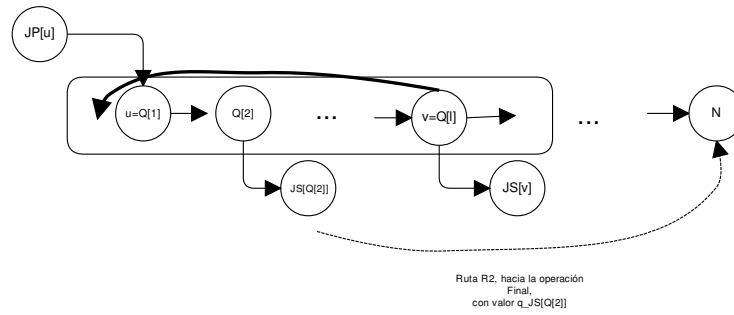 JP[u]
u=Q[1]
Q[2]
...
v=Q[l]
...
N
JS[Q[2]]
JS[v]
Ruta R2, hacia la operación
Final,
con valor q_JS[Q[2]]